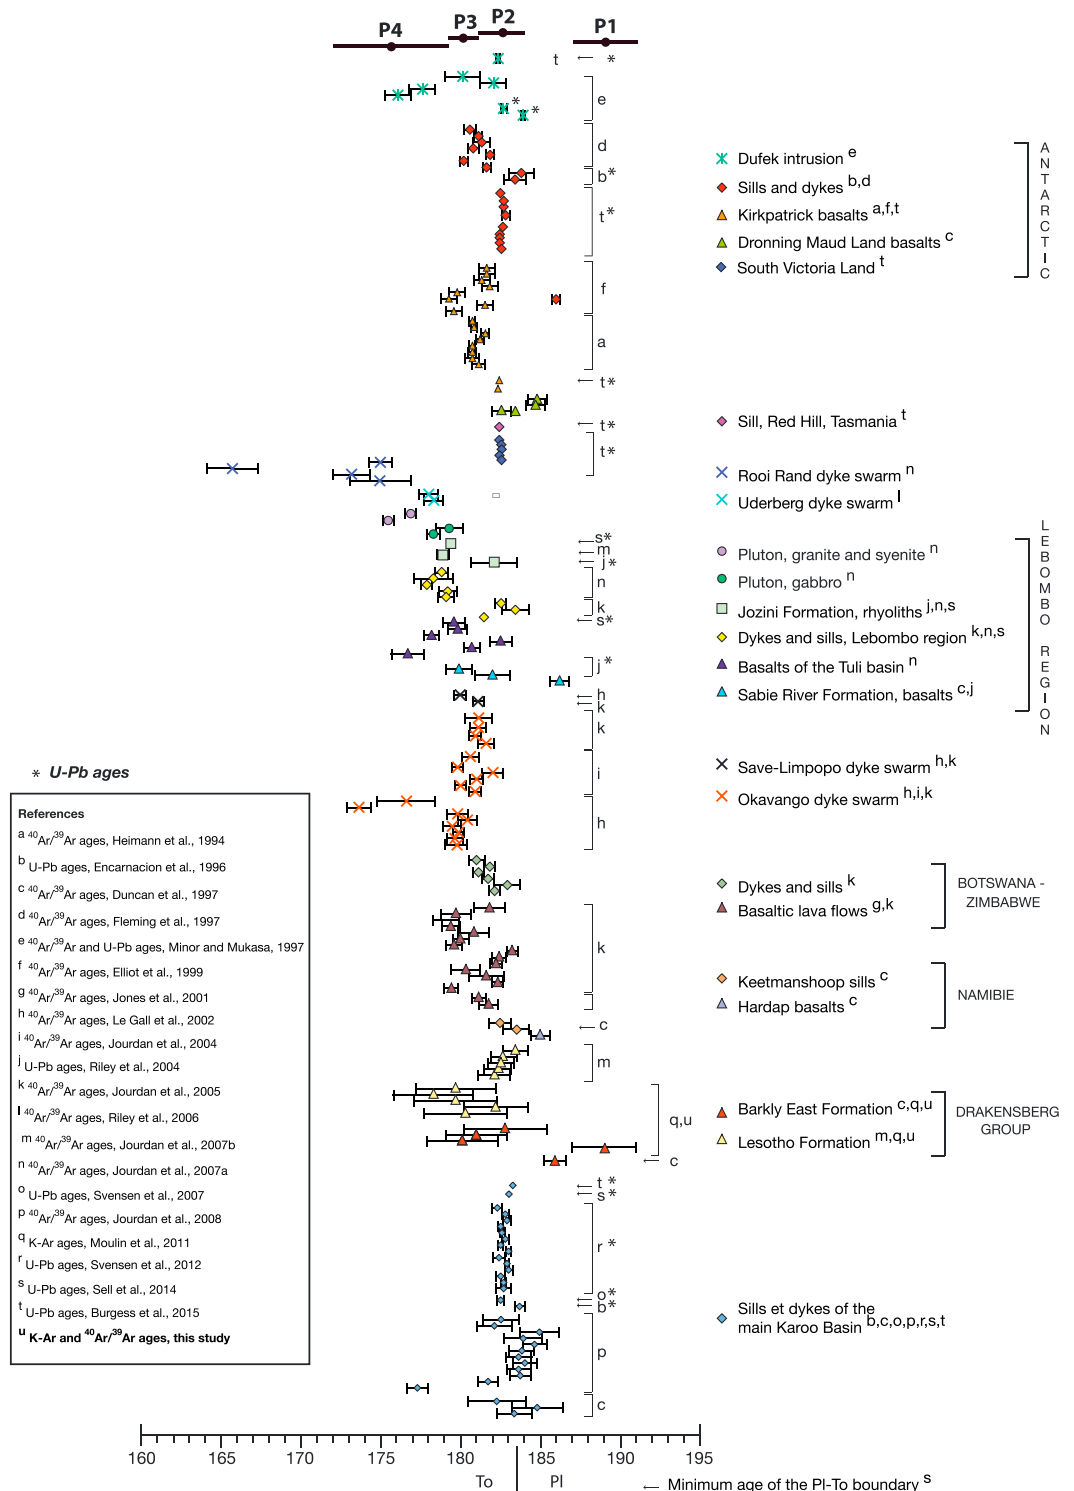 P4
P3
P2
P1
t *
e
d
b*
t*
f
a
t*
t*
t*
s*
m
j*
n
k
s*
j*
h
k
k
i
h
k
c
m
q,u
c
t*
s*
r*
o*
b*
p
c
Dufek intrusion e
Sills and dykes b,d
Kirkpatrick basalts a,f,t
Dronning Maud Land basalts c
South Victoria Land t
ANTARCTIC
Sill, Red Hill, Tasmania t
Rooi Rand dyke swarm n
Uderberg dyke swarm l
Pluton, granite and syenite n
Pluton, gabbro n
Jozini Formation, rhyoliths j,n,s
Dykes and sills, Lebombo region k,n,s
Basalts of the Tuli basin n
Sabie River Formation, basalts c,j
LEBOMBO REGION
Save-Limpopo dyke swarm h,k
Okavango dyke swarm h,i,k
Dykes and sills k
Basaltic lava flows g,k
BOTSWANA -
ZIMBABWE
Keetmanshoop sills c
Hardap basalts c
NAMIBIE
Barkly East Formation c,q,u
Lesotho Formation m,q,u
DRAKENSBERG
GROUP
Sills et dykes of the
main Karoo Basin b,c,o,p,r,s,t
* U-Pb ages
References
a 40Ar/39Ar ages, Heimann et al., 1994
b U-Pb ages, Encarnacion et al., 1996
c 40Ar/39Ar ages, Duncan et al., 1997
d 40Ar/39Ar ages, Fleming et al., 1997
e 40Ar/39Ar and U-Pb ages, Minor and Mukasa, 1997
f 40Ar/39Ar ages, Elliot et al., 1999
g 40Ar/39Ar ages, Jones et al., 2001
h 40Ar/39Ar ages, Le Gall et al., 2002
i 40Ar/39Ar ages, Jourdan et al., 2004
j U-Pb ages, Riley et al., 2004
k 40Ar/39Ar ages, Jourdan et al., 2005
l 40Ar/39Ar ages, Riley et al., 2006
m 40Ar/39Ar ages, Jourdan et al., 2007b
n 40Ar/39Ar ages, Jourdan et al., 2007a
o U-Pb ages, Svensen et al., 2007
p 40Ar/39Ar ages, Jourdan et al., 2008
q K-Ar ages, Moulin et al., 2011
r U-Pb ages, Svensen et al., 2012
s U-Pb ages, Sell et al., 2014
t U-Pb ages, Burgess et al., 2015
u K-Ar and 40Ar/39Ar ages, this study
160 165 170 175 180 185 190 195
To Pl
← Minimum age of the Pl-To boundary s